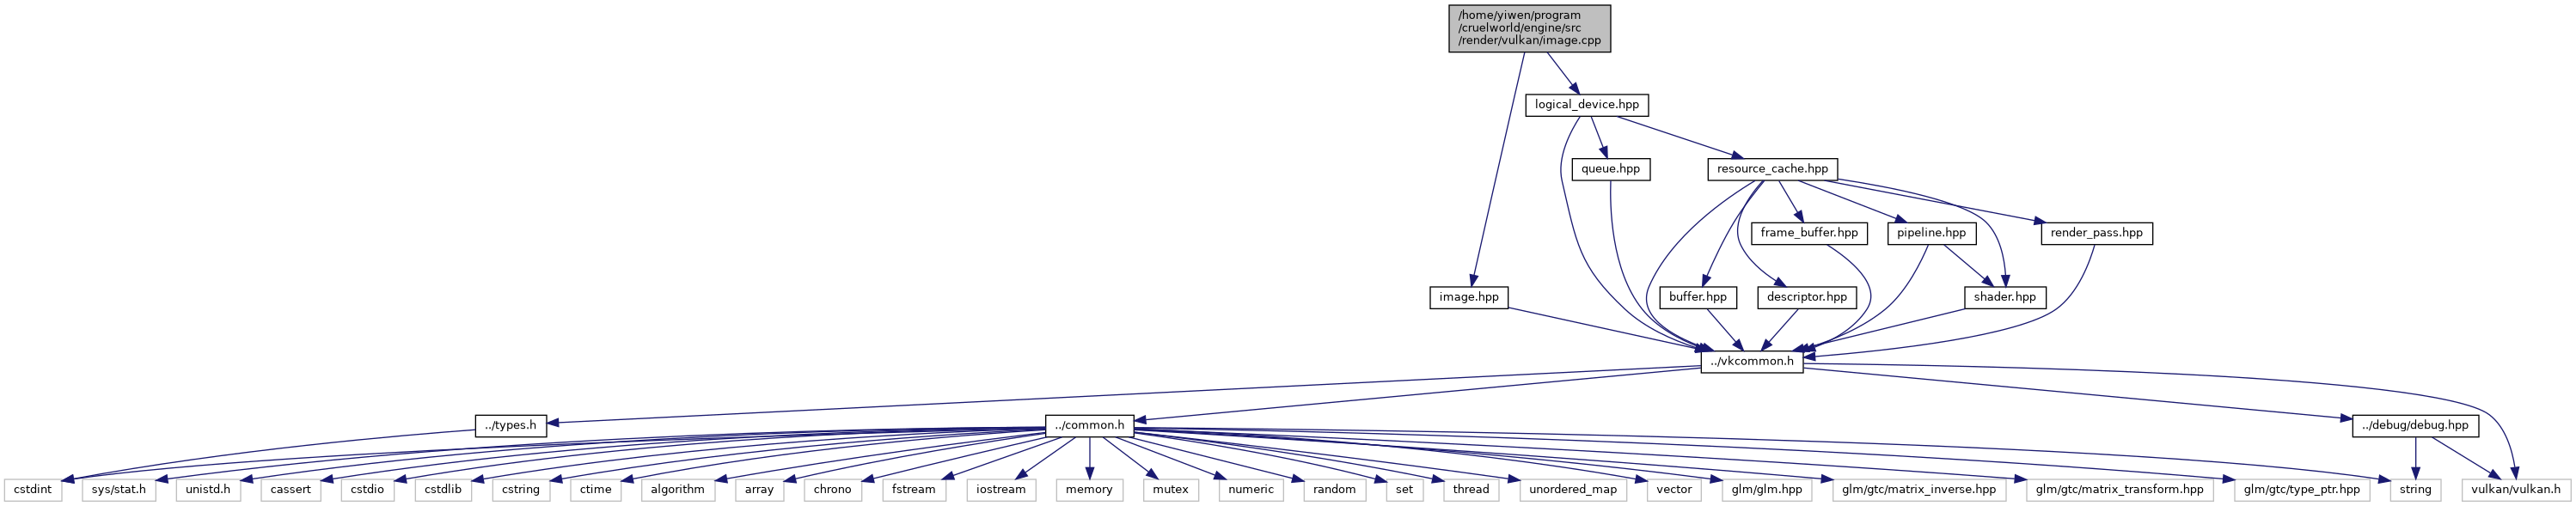 /home/yiwen/program
/cruelworld/engine/src
/render/vulkan/image.cpp
logical_device.hpp
queue.hpp
resource_cache.hpp
frame_buffer.hpp
pipeline.hpp
render_pass.hpp
image.hpp
buffer.hpp
descriptor.hpp
shader.hpp
../vkcommon.h
../types.h
../common.h
../debug/debug.hpp
cstdint
sys/stat.h
unistd.h
cassert
cstdio
cstdlib
cstring
ctime
algorithm
array
chrono
fstream
iostream
memory
mutex
numeric
random
set
thread
unordered_map
vector
glm/glm.hpp
glm/gtc/matrix_inverse.hpp
glm/gtc/matrix_transform.hpp
glm/gtc/type_ptr.hpp
string
vulkan/vulkan.h